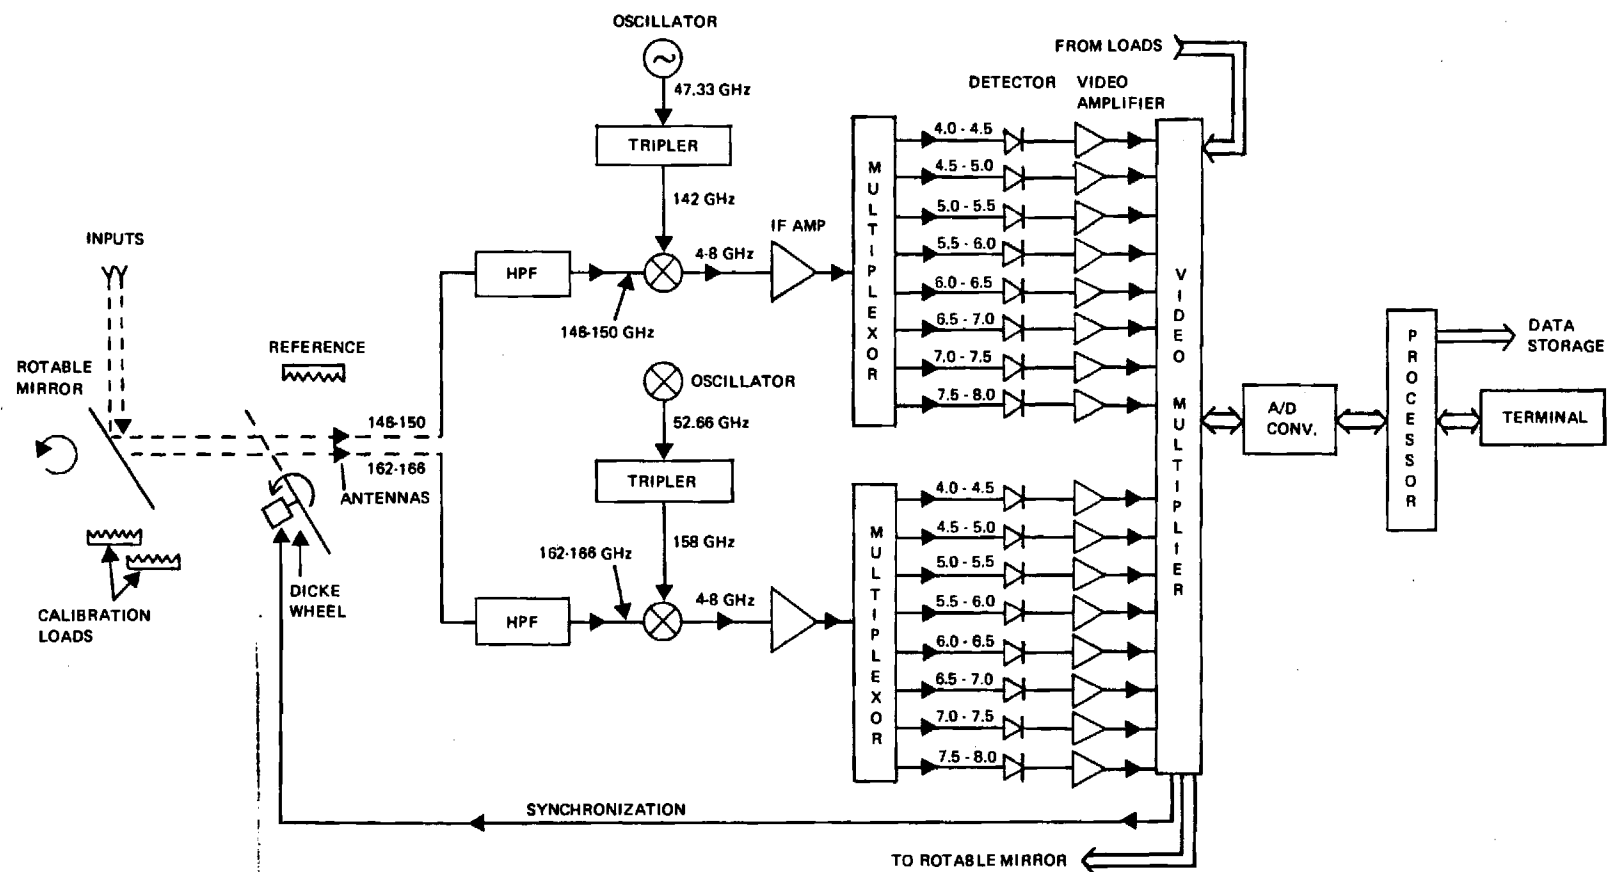 OSCILLATOR
47.33 GHz
TRIPLER
142 GHz
FROM LOADS
DETECTOR
VIDEO
AMPLIFIER
INPUTS
ROTABLE
MIRROR
REFERENCE
HPF
146-150 GHz
4-8 GHz
IF AMP
MULTIPLEXOR
4.0 - 4.5
4.5 - 5.0
5.0 - 5.5
5.5 - 6.0
6.0 - 6.5
6.5 - 7.0
7.0 - 7.5
7.5 - 8.0
VIDEO MULTIPLIER
A/D
CONV.
PROCESSOR
DATA
STORAGE
TERMINAL
146-150
162-166
ANTENNAS
DICKE
WHEEL
CALIBRATION
LOADS
OSCILLATOR
52.66 GHz
TRIPLER
158 GHz
162-166 GHz
HPF
4-8 GHz
MULTIPLEXOR
4.0 - 4.5
4.5 - 5.0
5.0 - 5.5
5.5 - 6.0
6.0 - 6.5
6.5 - 7.0
7.0 - 7.5
7.5 - 8.0
SYNCHRONIZATION
TO ROTABLE MIRROR